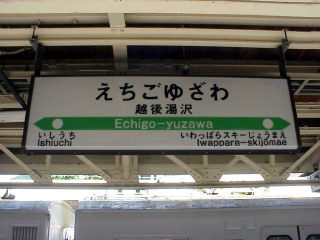 えちごゆざわ
越後湯沢
Echigo-yuzawa
いしうち
Ishiuchi
いわっぱらスキーじょうまえ
Iwappara-skijomae